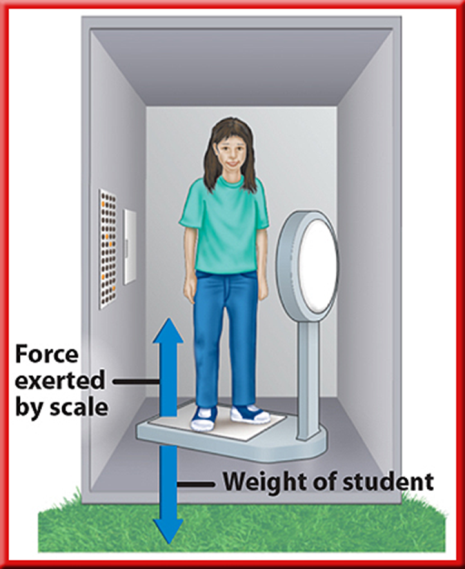 Force
exerted
by scale
Weight of student